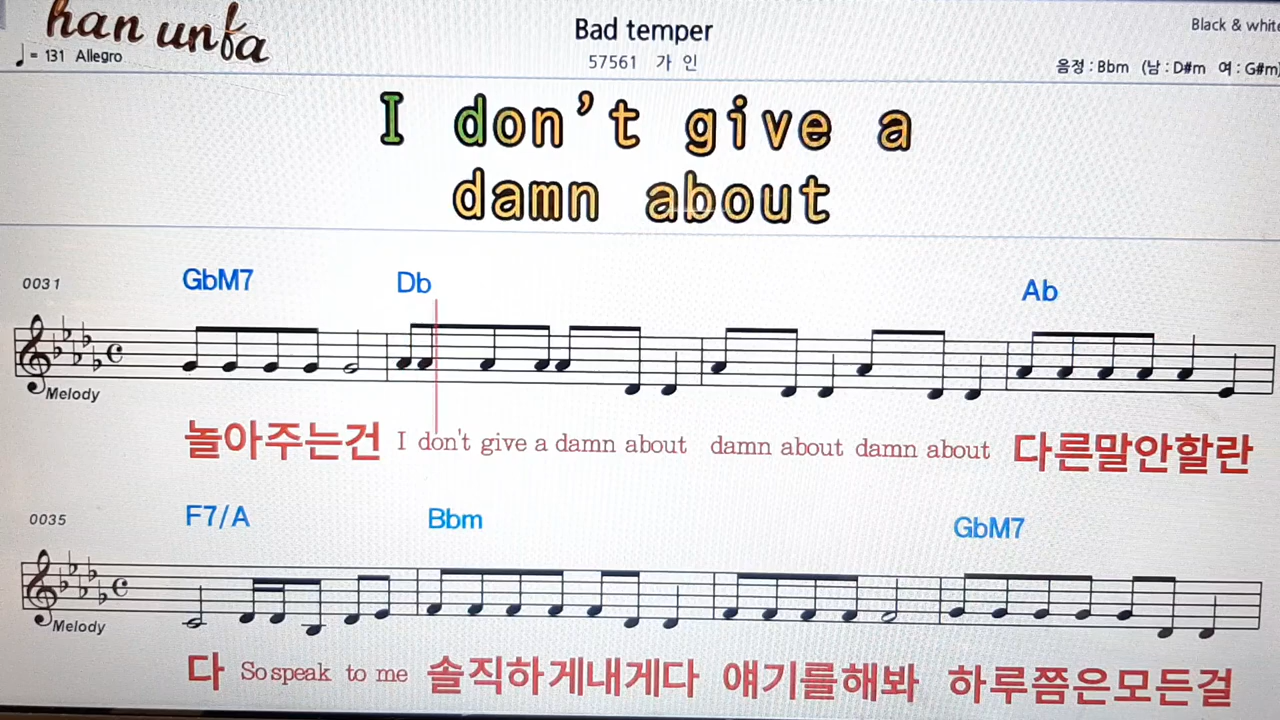 han unfa
Bad temper
Black & white
♩= 131 Allegro
57561 가 인
음정 : Bbm (남 : D#m 여 : G#m)
I don't give a
damn about
0031
GbM7 Db Ab
Melody
놀아주는건 I don't give a damn about damn about damn about 다른말안할란
0035
F7/A Bbm GbM7
Melody
다 So speak to me 솔직하게내게다 얘기를해봐 하루쯤은모든걸